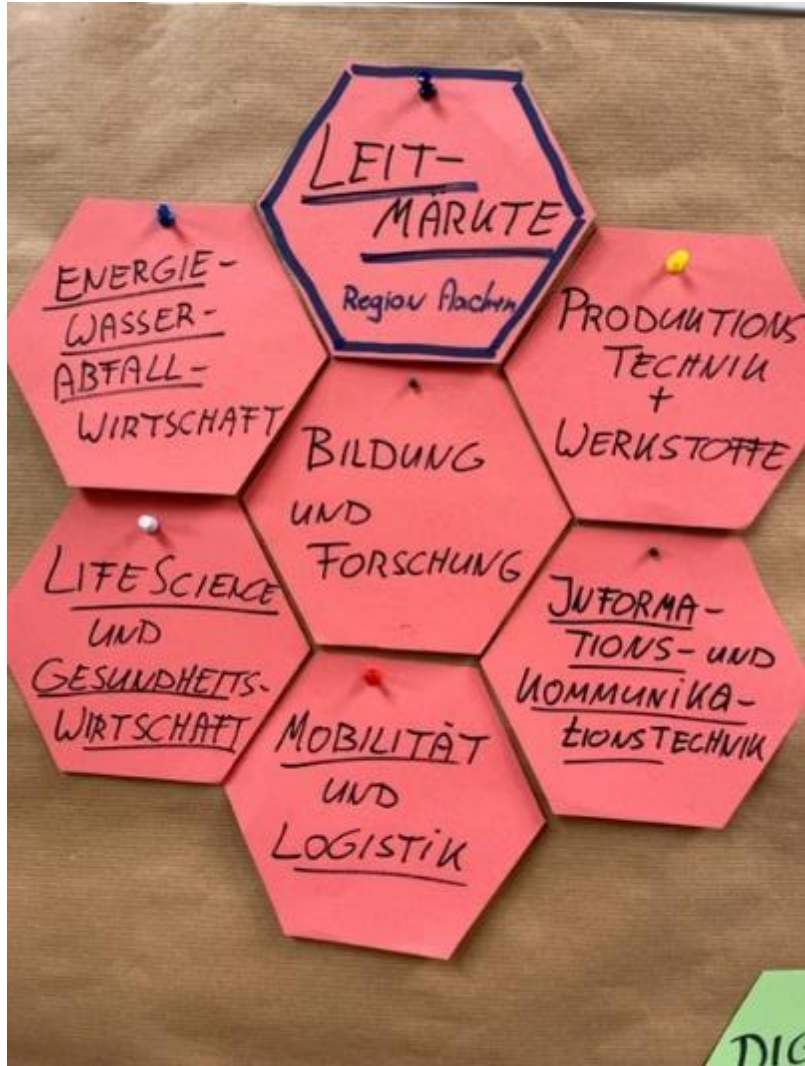 LEIT-
MÄRKTE
Region Aachen
ENERGIE-
WASSER-
ABFALL-
WIRTSCHAFT
PRODUKTIONS
TECHNIK
+
WERKSTOFFE
BILDUNG
UND
FORSCHUNG
LIFE SCIENCE
UND
GESUNDHEITS-
WIRTSCHAFT
INFORMA-
TIONS- UND
KOMMUNIKA-
TIONSTECHNIK
MOBILITÄT
UND
LOGISTIK
DIG